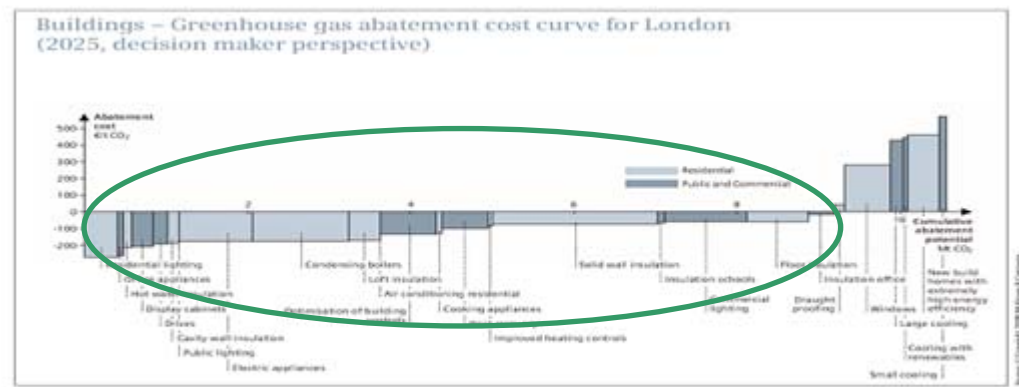 Buildings – Greenhouse gas abatement cost curve for London
(2025, decision maker perspective)
Abatement
cost
€/t CO₂
500
400
300
200
100
0
-100
-200
2
4
6
8
10
Residential
Public and Commercial
Cumulative
abatement
potential
Mt CO₂
Residential lighting
appliances
Hot water insulation
Display cabinets
Drives
Cavity wall insulation
Public lighting
Electric appliances
Condensing boilers
Loft insulation
Air conditioning residential
Optimisation of building
controls
Cooking appliances
Improved heating controls
Solid wall insulation
Insulation schools
Commercial
lighting
Floor insulation
Insulation office
Draught
proofing
Windows
Large cooling
Cooling with
renewables
Small cooling
New build
homes with
extremely
high energy
efficiency